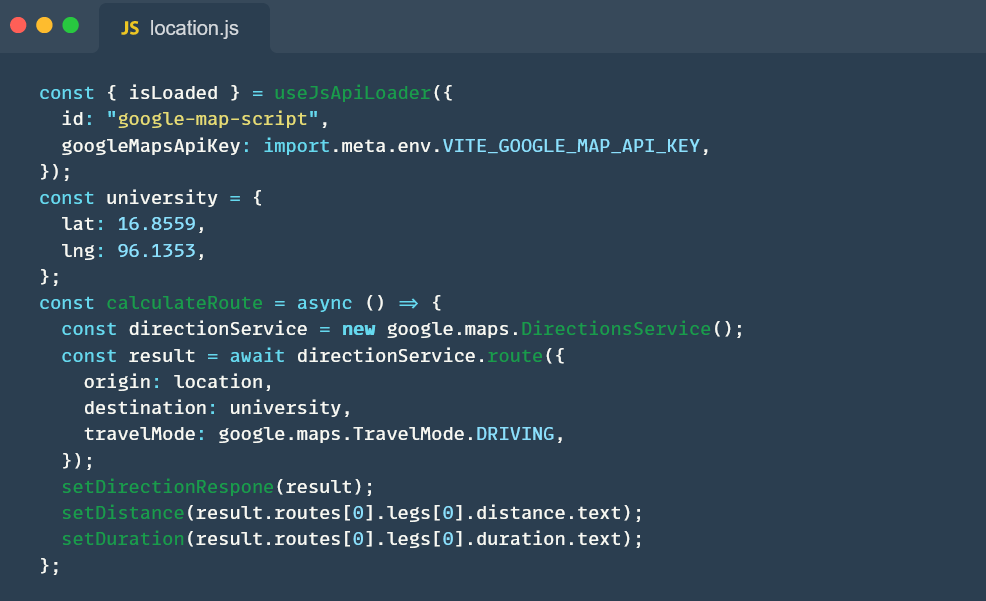 JS location.js
const { isLoaded } = useJsApiLoader({
  id: "google-map-script",
  googleMapsApiKey: import.meta.env.VITE_GOOGLE_MAP_API_KEY,
});
const university = {
  lat: 16.8559,
  lng: 96.1353,
};
const calculateRoute = async () => {
  const directionService = new google.maps.DirectionsService();
  const result = await directionService.route({
    origin: location,
    destination: university,
    travelMode: google.maps.TravelMode.DRIVING,
  });
  setDirectionRespone(result);
  setDistance(result.routes[0].legs[0].distance.text);
  setDuration(result.routes[0].legs[0].duration.text);
};